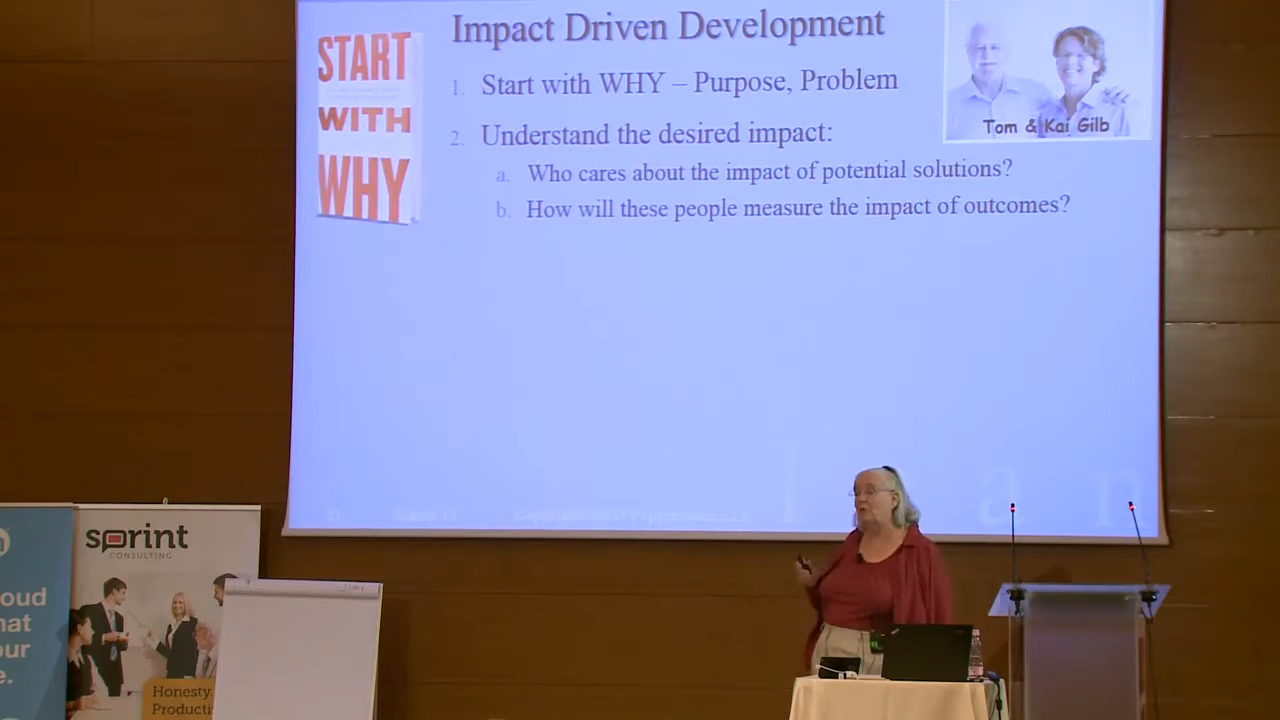 START
WITH
WHY
Impact Driven Development
1. Start with WHY – Purpose, Problem
2. Understand the desired impact:
a. Who cares about the impact of potential solutions?
b. How will these people measure the impact of outcomes?
Tom & Kai Gilb
l e a n
sprint
CONSULTING
oud
hat
our
e.
Honesty.
Producti